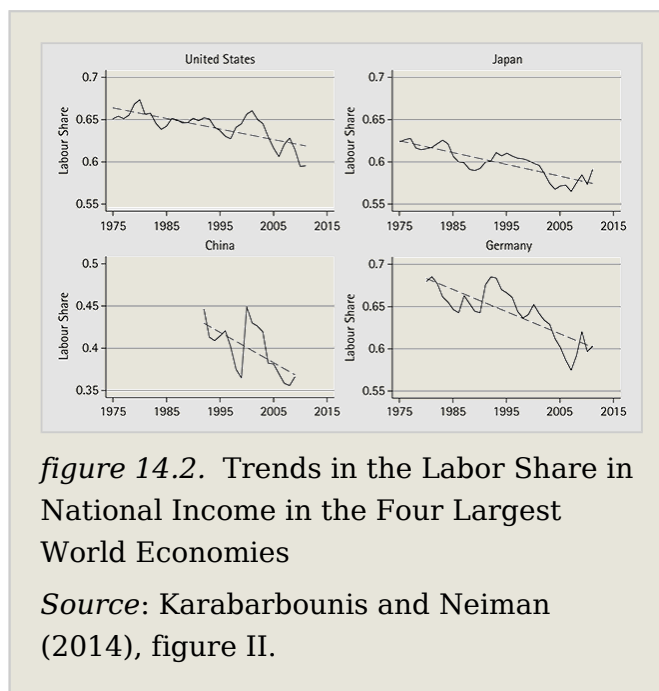 United States
Japan
0.7
0.65
0.6
0.55
Labour Share
1975 1985 1995 2005 2015
0.7
0.65
0.6
0.55
Labour Share
1975 1985 1995 2005 2015
China
Germany
0.5
0.45
0.4
0.35
Labour Share
1975 1985 1995 2005 2015
0.7
0.65
0.6
0.55
Labour Share
1975 1985 1995 2005 2015
figure 14.2. Trends in the Labor Share in
National Income in the Four Largest
World Economies
Source: Karabarbounis and Neiman
(2014), figure II.